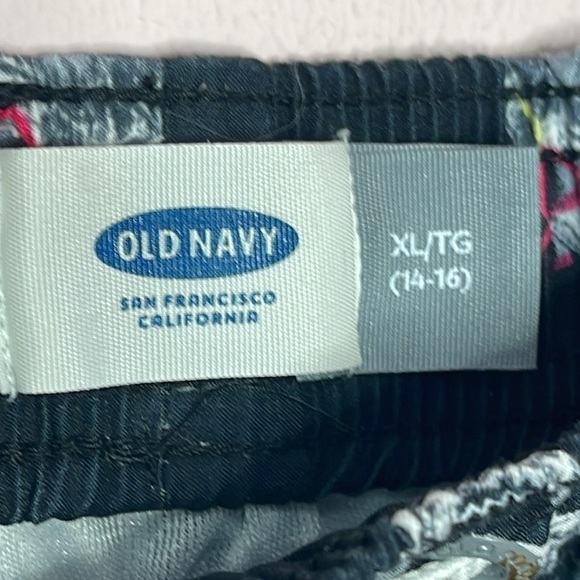 OLD NAVY
SAN FRANCISCO
CALIFORNIA
XL/TG
(14-16)